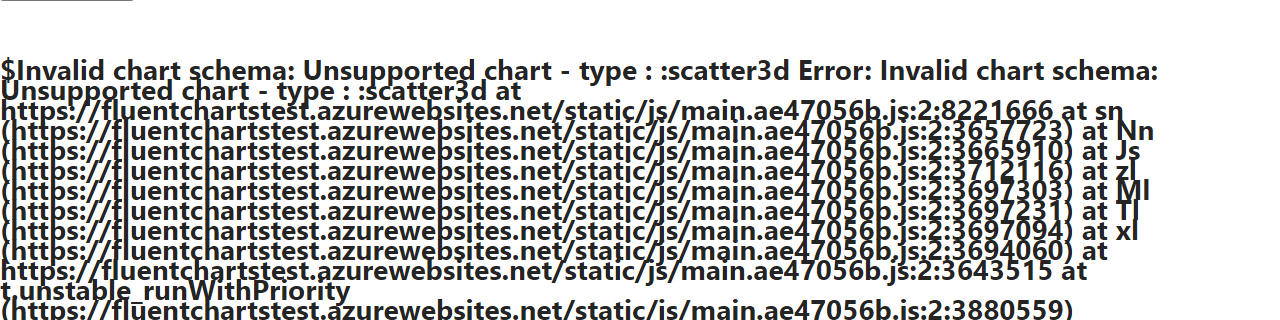 $Invalid chart schema: Unsupported chart - type : :scatter3d Error: Invalid chart schema:
Unsupported chart - type : :scatter3d at
https://fluentchartstest.azurewebsites.net/static/js/main.ae47056b.js:2:8221666 at sn
(https://fluentchartstest.azurewebsites.net/static/js/main.ae47056b.js:2:3657723) at Nn
(https://fluentchartstest.azurewebsites.net/static/js/main.ae47056b.js:2:3665910) at Js
(https://fluentchartstest.azurewebsites.net/static/js/main.ae47056b.js:2:3712116) at zl
(https://fluentchartstest.azurewebsites.net/static/js/main.ae47056b.js:2:3697303) at Ml
(https://fluentchartstest.azurewebsites.net/static/js/main.ae47056b.js:2:3697231) at Tl
(https://fluentchartstest.azurewebsites.net/static/js/main.ae47056b.js:2:3697094) at xl
(https://fluentchartstest.azurewebsites.net/static/js/main.ae47056b.js:2:3694060) at
https://fluentchartstest.azurewebsites.net/static/js/main.ae47056b.js:2:3643515 at
t.unstable_runWithPriority
(https://fluentchartstest.azurewebsites.net/static/js/main.ae47056b.js:2:3880559)